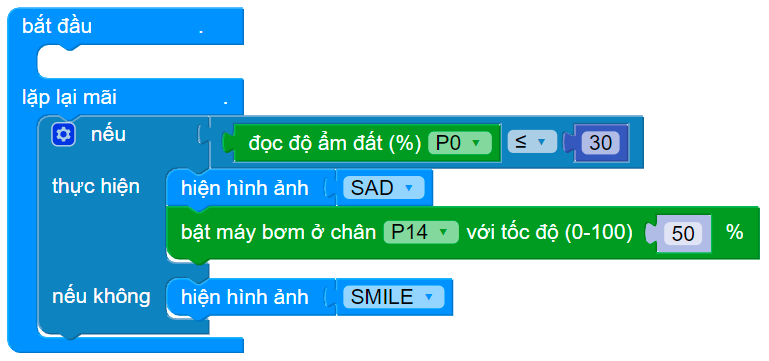 bắt đầu .
lặp lại mãi .
nếu đọc độ ẩm đất (%) P0 ≤ 30
thực hiện hiện hình ảnh SAD
bật máy bơm ở chân P14 với tốc độ (0-100) 50 %
nếu không hiện hình ảnh SMILE